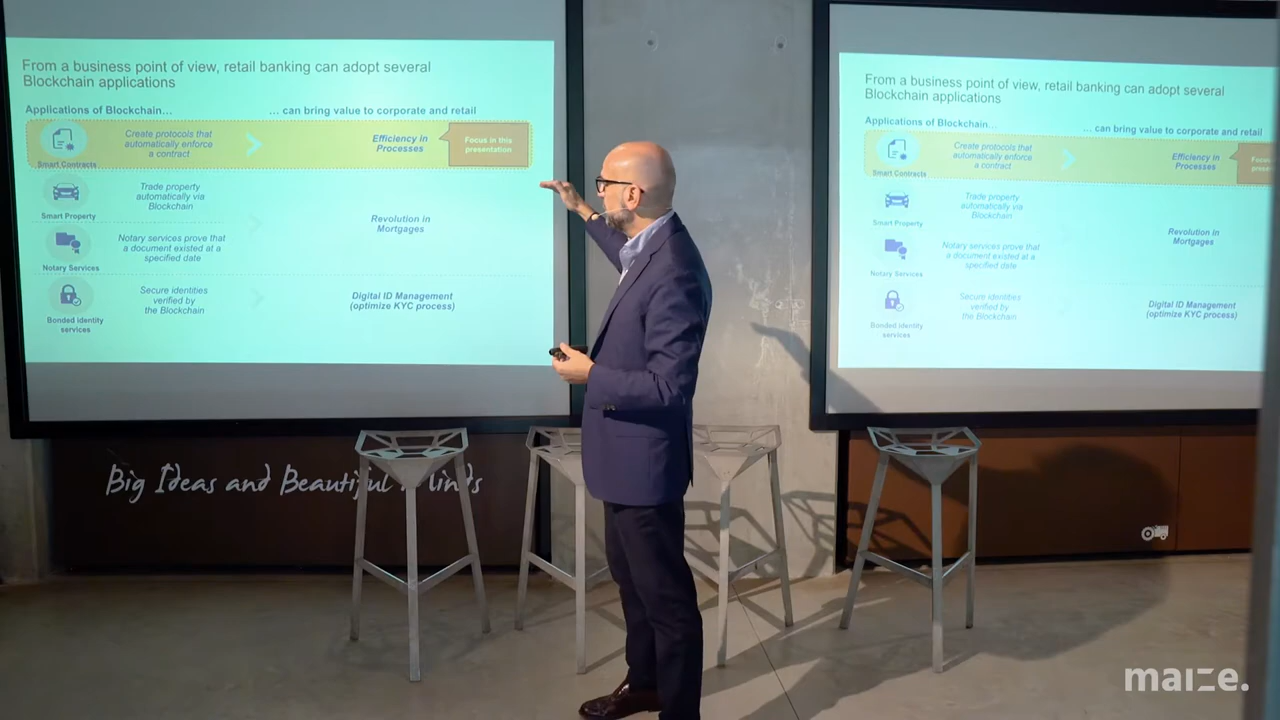 From a business point of view, retail banking can adopt several
Blockchain applications
Applications of Blockchain...
... can bring value to corporate and retail
Smart Contracts
Create protocols that
automatically enforce
a contract
Efficiency in
Processes
Focus in this
presentation
Smart Property
Trade property
automatically via
Blockchain
Revolution in
Mortgages
Notary Services
Notary services prove that
a document existed at a
specified date
Bonded identity
services
Secure identities
verified by
the Blockchain
Digital ID Management
(optimize KYC process)
From a business point of view, retail banking can adopt several
Blockchain applications
Applications of Blockchain...
... can bring value to corporate and retail
Smart Contracts
Create protocols that
automatically enforce
a contract
Efficiency in
Processes
Smart Property
Trade property
automatically via
Blockchain
Revolution in
Mortgages
Notary Services
Notary services prove that
a document existed at a
specified date
Bonded identity
services
Secure identities
verified by
the Blockchain
Digital ID Management
(optimize KYC process)
Big Ideas and Beautiful Minds
maize.